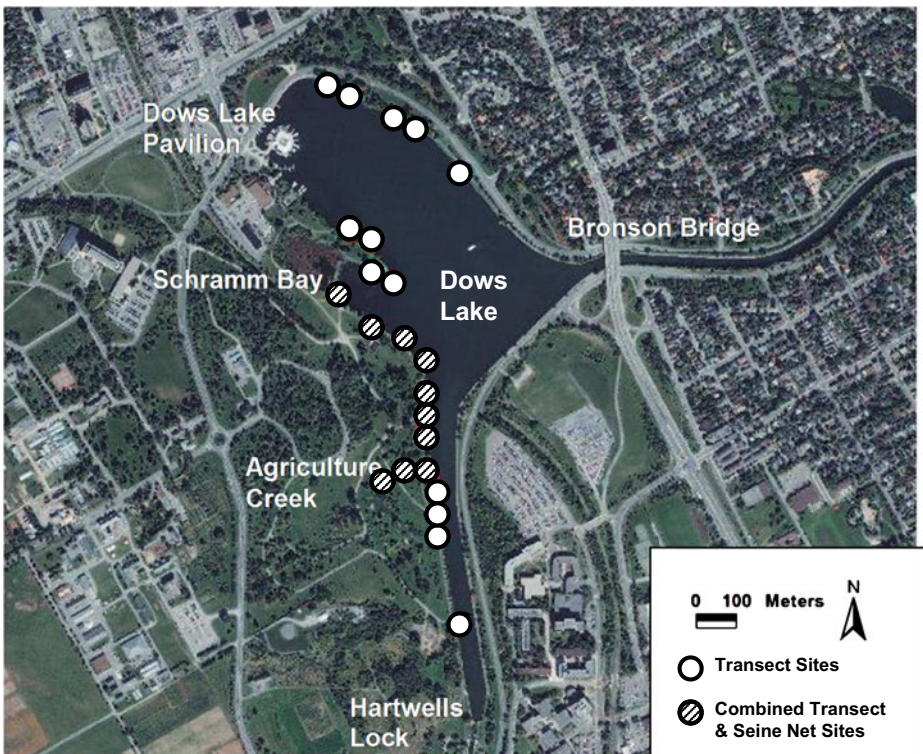 Dows Lake
Pavilion
Bronson Bridge
Schramm Bay
Dows
Lake
Agriculture
Creek
Hartwells
Lock
0 100 Meters
N
Transect Sites
Combined Transect
& Seine Net Sites